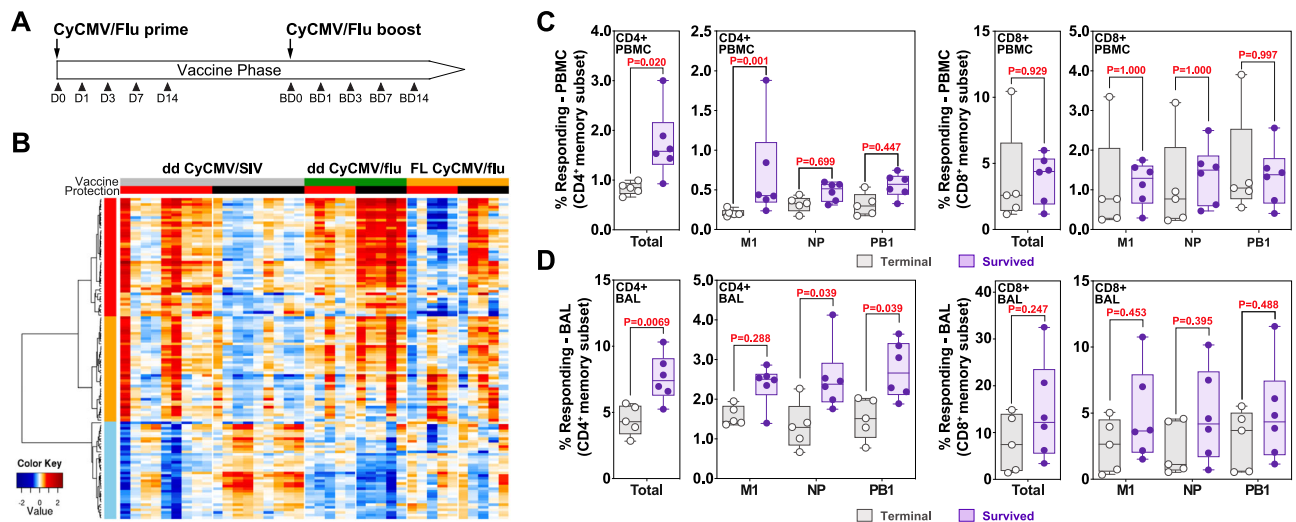 A
CyCMV/Flu prime
CyCMV/Flu boost
Vaccine Phase
D0 D1 D3 D7 D14 BD0 BD1 BD3 BD7 BD14
B
dd CyCMV/SIV dd CyCMV/flu FL CyCMV/flu
Vaccine
Protection
Color Key
-2 0 2
Value
C
% Responding - PBMC
(CD4+ memory subset)
CD4+
PBMC
4.0
3.0
2.0
1.0
0.0
P=0.020
Total
CD4+
PBMC
2.5
2.0
1.5
1.0
0.5
0.0
P=0.001
P=0.699
P=0.447
M1 NP PB1
% Responding - PBMC
(CD8+ memory subset)
CD8+
PBMC
15
10
5
0
P=0.929
Total
CD8+
PBMC
5.0
4.0
3.0
2.0
1.0
0.0
P=1.000
P=1.000
P=0.997
M1 NP PB1
Terminal Survived
Terminal Survived
D
% Responding - BAL
(CD4+ memory subset)
CD4+
BAL
15
10
5
0
P=0.0069
Total
CD4+
BAL
5.0
4.0
3.0
2.0
1.0
0.0
P=0.288
P=0.039
P=0.039
M1 NP PB1
% Responding - BAL
(CD8+ memory subset)
CD8+
BAL
40
30
20
10
0
P=0.247
Total
CD8+
BAL
15
10
5
0
P=0.453
P=0.395
P=0.488
M1 NP PB1
Terminal Survived
Terminal Survived